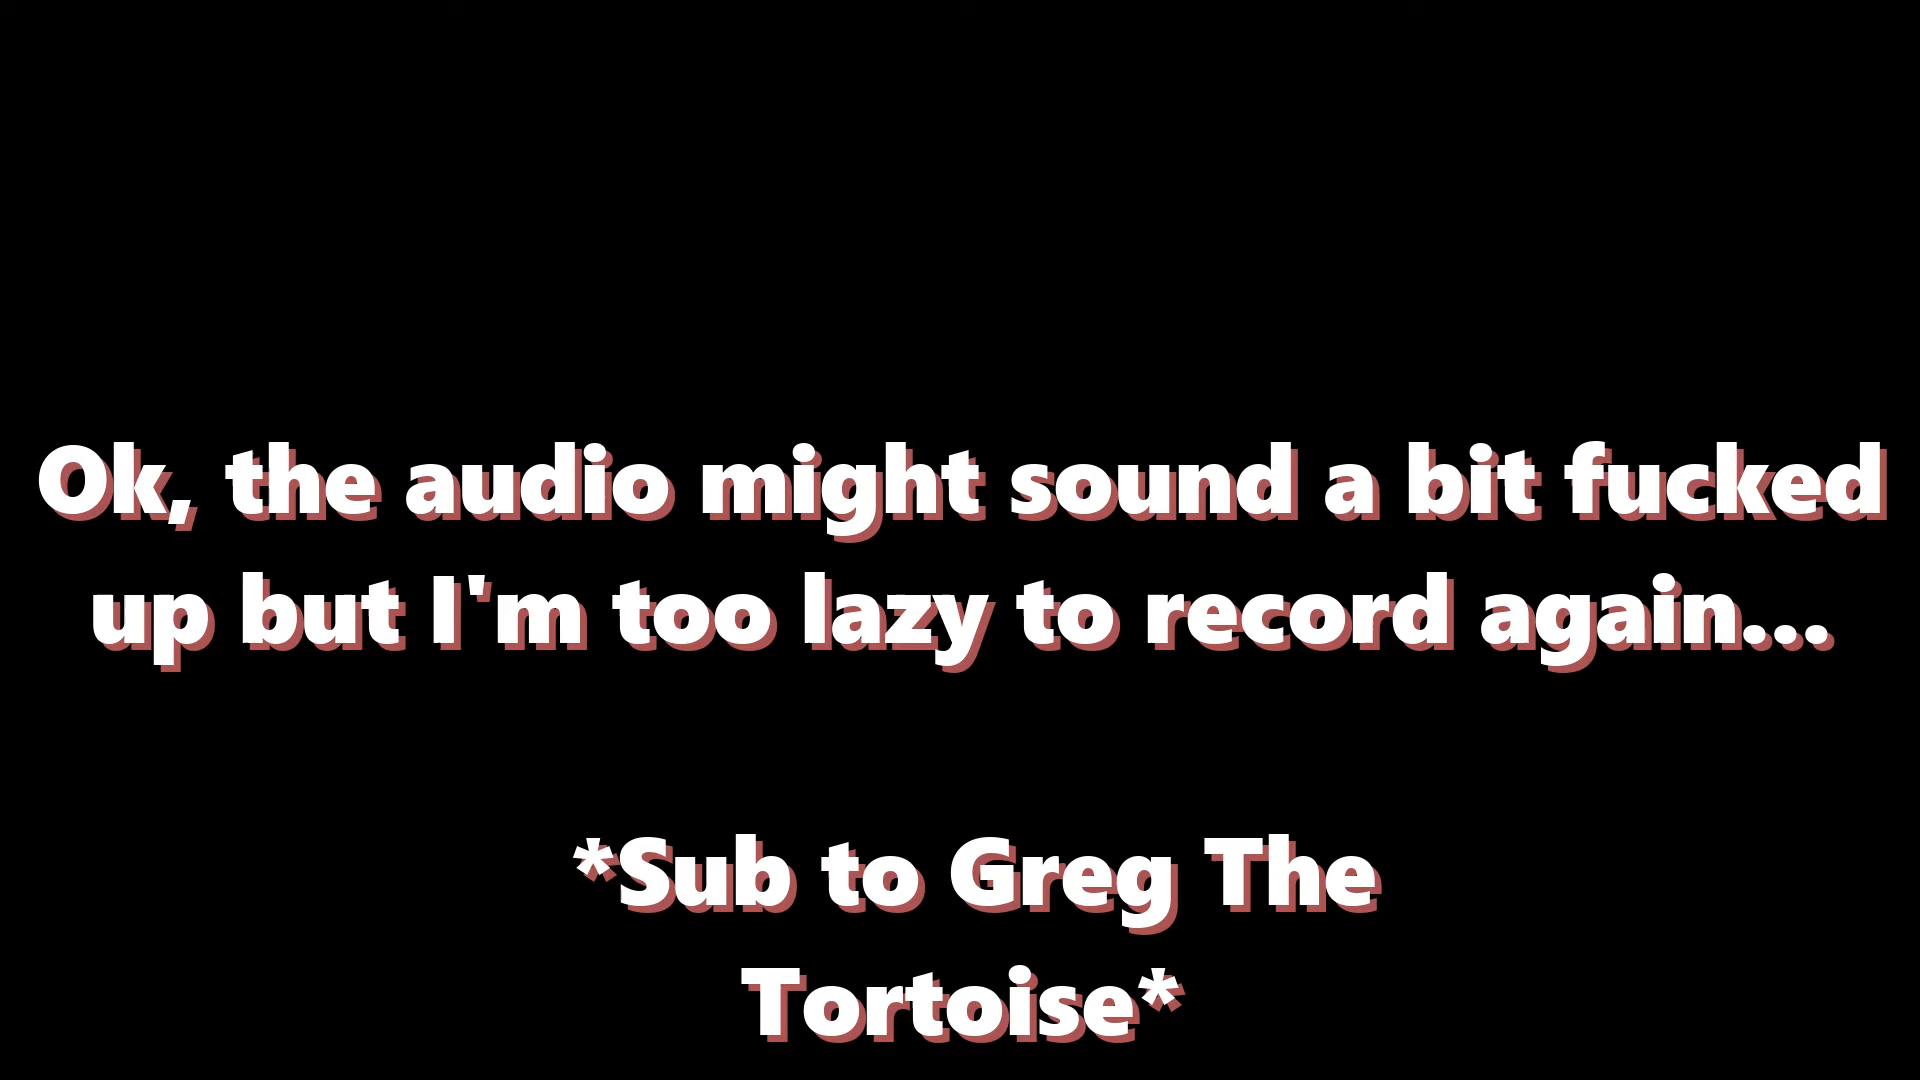 Ok, the audio might sound a bit fucked
up but I'm too lazy to record again...
*Sub to Greg The
Tortoise*